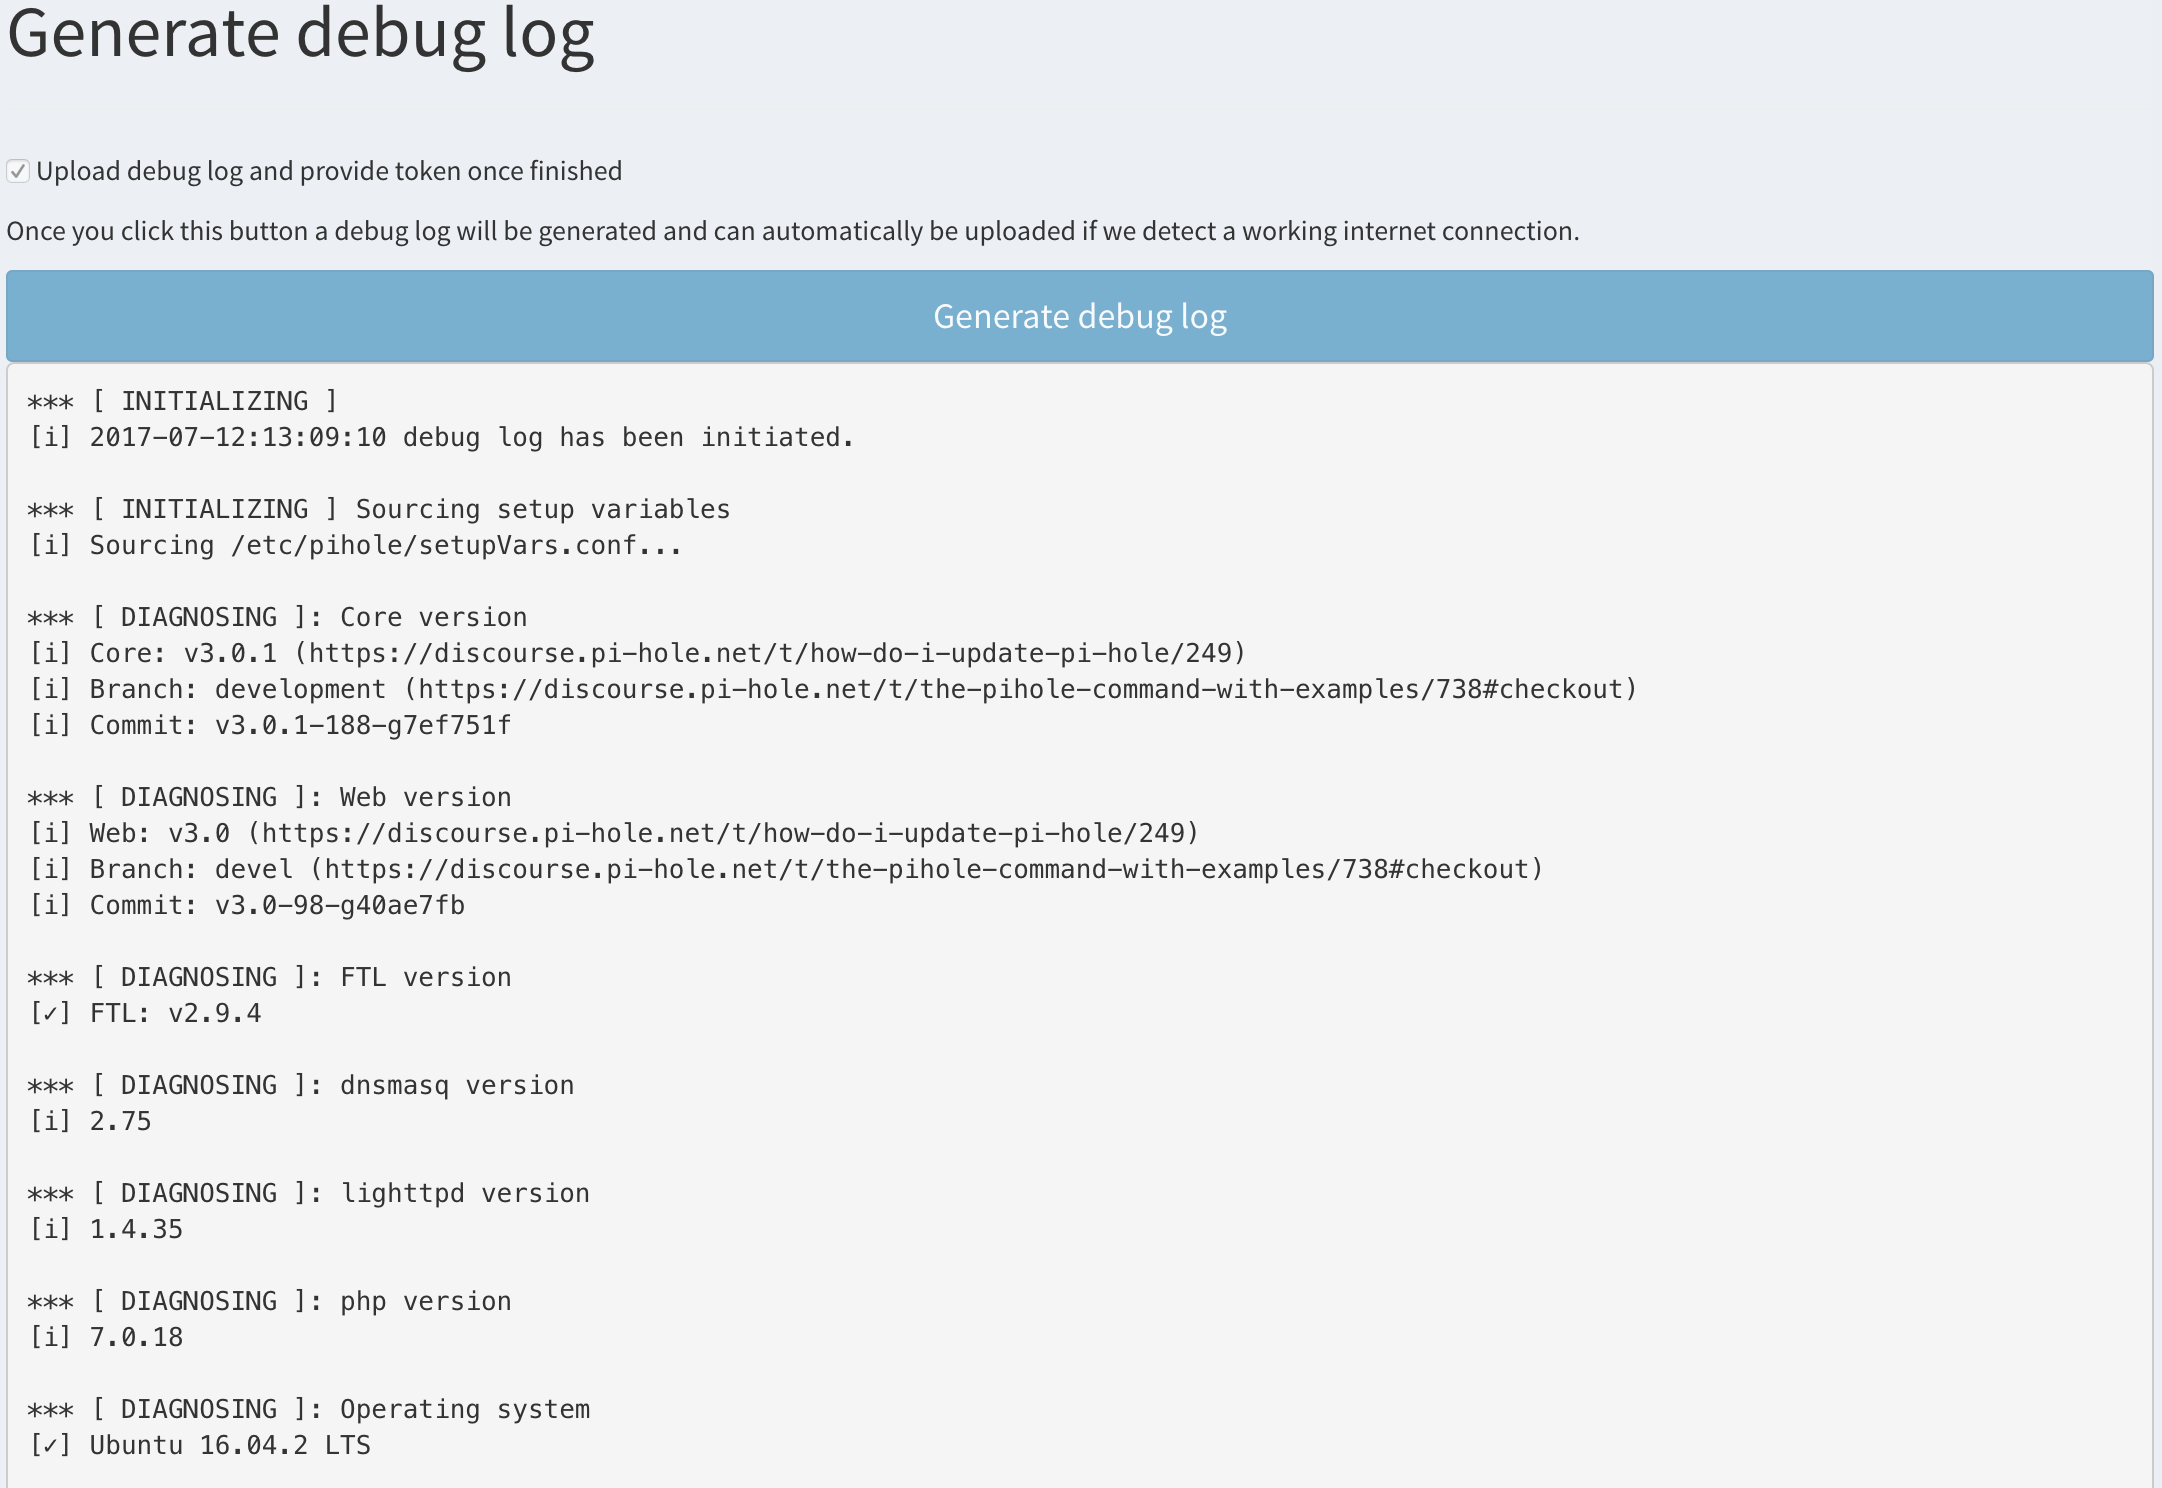 Generate debug log
Upload debug log and provide token once finished
Once you click this button a debug log will be generated and can automatically be uploaded if we detect a working internet connection.
Generate debug log
*** [ INITIALIZING ]
[i] 2017-07-12:13:09:10 debug log has been initiated.
*** [ INITIALIZING ] Sourcing setup variables
[i] Sourcing /etc/pihole/setupVars.conf...
*** [ DIAGNOSING ]: Core version
[i] Core: v3.0.1 (https://discourse.pi-hole.net/t/how-do-i-update-pi-hole/249)
[i] Branch: development (https://discourse.pi-hole.net/t/the-pihole-command-with-examples/738#checkout)
[i] Commit: v3.0.1-188-g7ef751f
*** [ DIAGNOSING ]: Web version
[i] Web: v3.0 (https://discourse.pi-hole.net/t/how-do-i-update-pi-hole/249)
[i] Branch: devel (https://discourse.pi-hole.net/t/the-pihole-command-with-examples/738#checkout)
[i] Commit: v3.0-98-g40ae7fb
*** [ DIAGNOSING ]: FTL version
[✓] FTL: v2.9.4
*** [ DIAGNOSING ]: dnsmasq version
[i] 2.75
*** [ DIAGNOSING ]: lighttpd version
[i] 1.4.35
*** [ DIAGNOSING ]: php version
[i] 7.0.18
*** [ DIAGNOSING ]: Operating system
[✓] Ubuntu 16.04.2 LTS